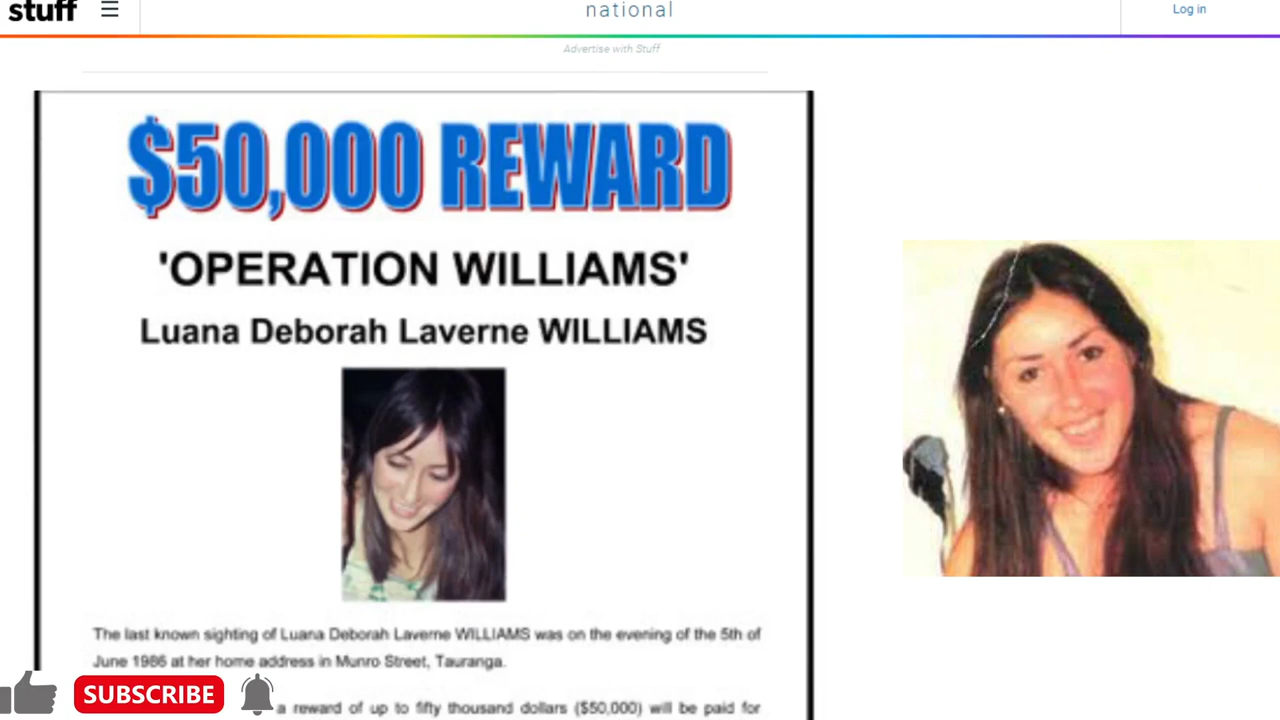 stuff
national
Log in
Advertise with Stuff
$50,000 REWARD
'OPERATION WILLIAMS'
Luana Deborah Laverne WILLIAMS
The last known sighting of Luana Deborah Laverne WILLIAMS was on the evening of the 5th of
June 1986 at her home address in Munro Street, Tauranga.
a reward of up to fifty thousand dollars ($50,000) will be paid for
SUBSCRIBE